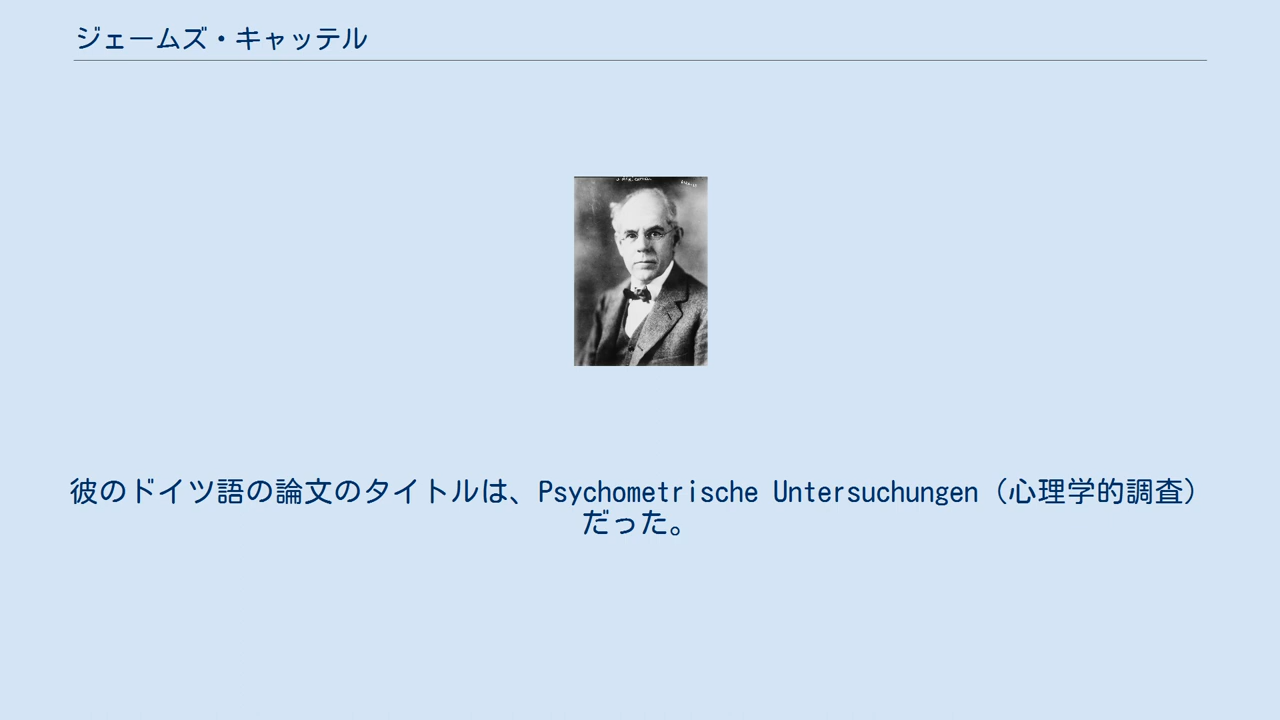 ジェームズ・キャッテル
彼のドイツ語の論文のタイトルは、Psychometrische Untersuchungen（心理学的調査）
だった。